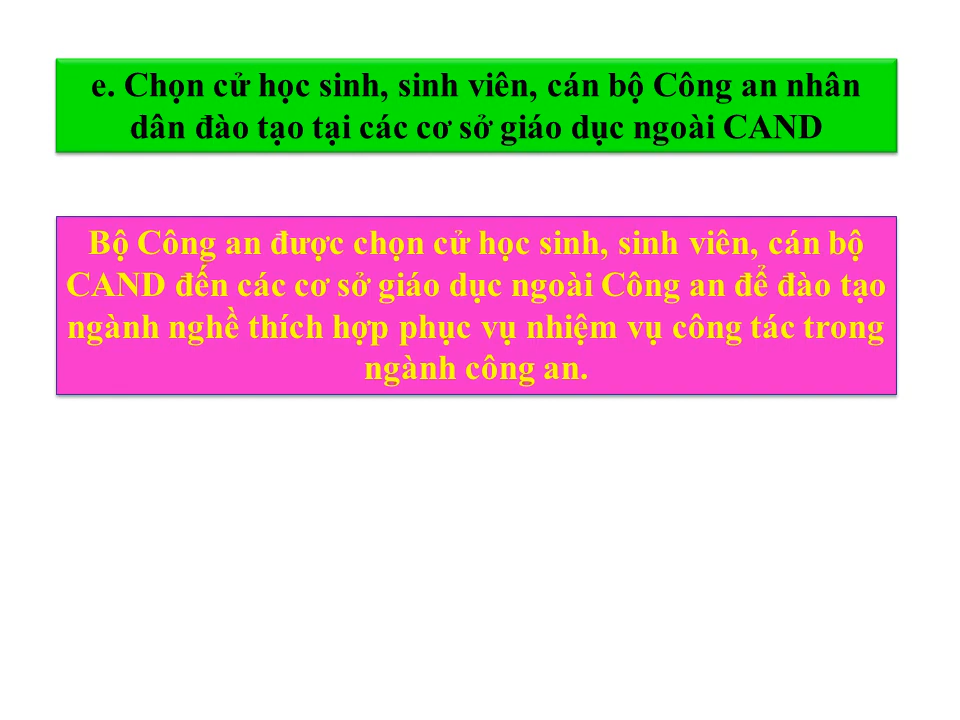 e. Chọn cử học sinh, sinh viên, cán bộ Công an nhân
dân đào tạo tại các cơ sở giáo dục ngoài CAND
Bộ Công an được chọn cử học sinh, sinh viên, cán bộ
CAND đến các cơ sở giáo dục ngoài Công an để đào tạo
ngành nghề thích hợp phục vụ nhiệm vụ công tác trong
ngành công an.